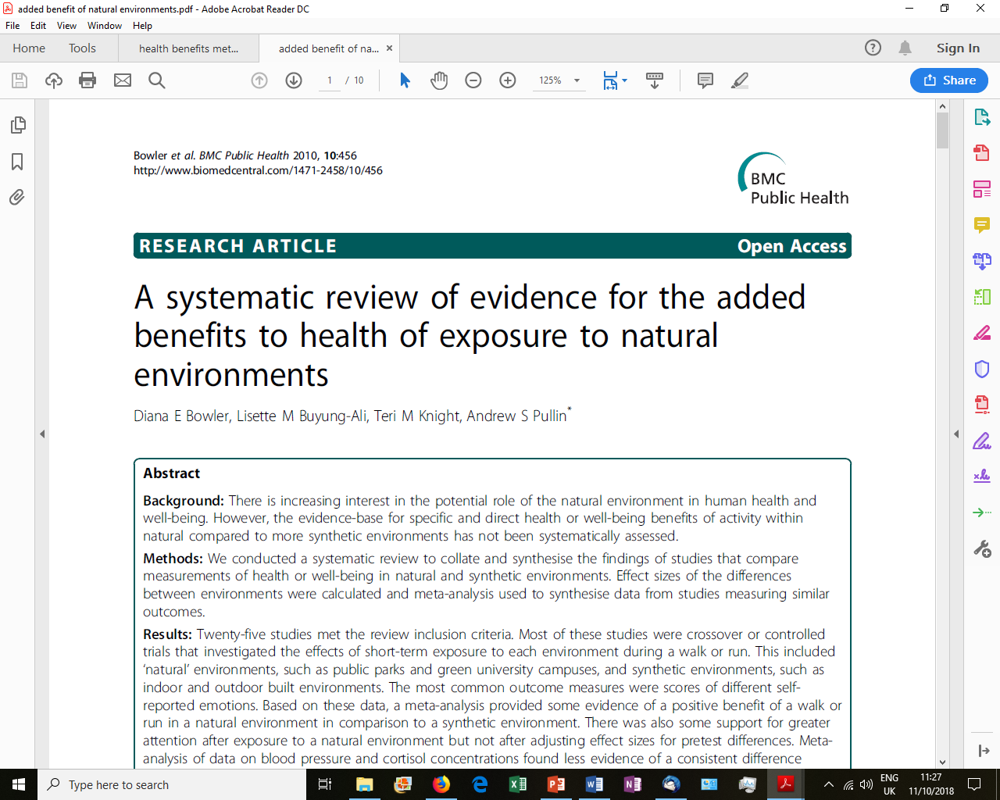 added benefit of natural environments.pdf - Adobe Acrobat Reader DC
File Edit View Window Help
Home Tools health benefits met... added benefit of na... Sign In
1 / 10 125% Share
Bowler et al. BMC Public Health 2010, 10:456
http://www.biomedcentral.com/1471-2458/10/456
BMC
Public Health
RESEARCH ARTICLE Open Access
A systematic review of evidence for the added
benefits to health of exposure to natural
environments
Diana E Bowler, Lisette M Buyung-Ali, Teri M Knight, Andrew S Pullin*
Abstract
Background: There is increasing interest in the potential role of the natural environment in human health and
well-being. However, the evidence-base for specific and direct health or well-being benefits of activity within
natural compared to more synthetic environments has not been systematically assessed.
Methods: We conducted a systematic review to collate and synthesise the findings of studies that compare
measurements of health or well-being in natural and synthetic environments. Effect sizes of the differences
between environments were calculated and meta-analysis used to synthesise data from studies measuring similar
outcomes.
Results: Twenty-five studies met the review inclusion criteria. Most of these studies were crossover or controlled
trials that investigated the effects of short-term exposure to each environment during a walk or run. This included
‘natural’ environments, such as public parks and green university campuses, and synthetic environments, such as
indoor and outdoor built environments. The most common outcome measures were scores of different self-
reported emotions. Based on these data, a meta-analysis provided some evidence of a positive benefit of a walk or
run in a natural environment in comparison to a synthetic environment. There was also some support for greater
attention after exposure to a natural environment but not after adjusting effect sizes for pretest differences. Meta-
analysis of data on blood pressure and cortisol concentrations found less evidence of a consistent difference
Type here to search
ENG
UK
11:27
11/10/2018